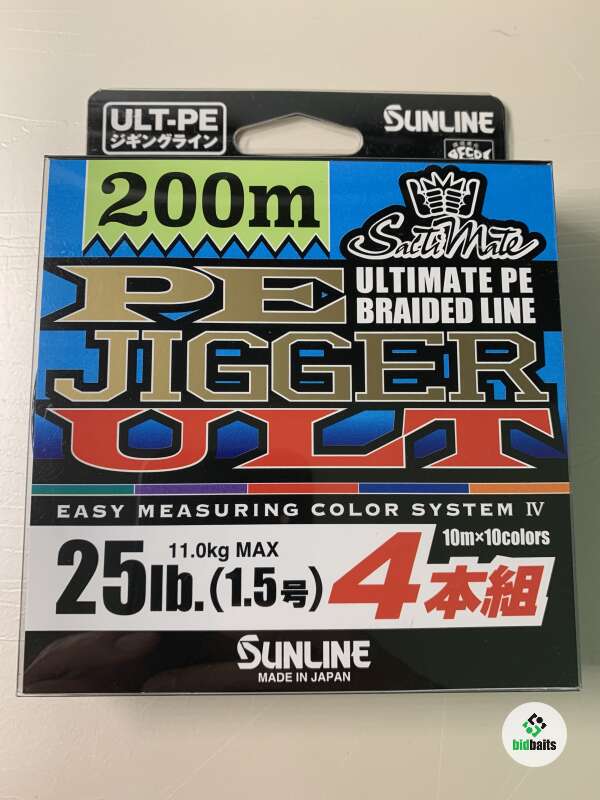 ULT-PE
ジギングライン
SUNLINE
200m
SaltiMate
PE
ULTIMATE PE
BRAIDED LINE
JIGGER
ULT
EASY MEASURING COLOR SYSTEM IV
10m×10colors
11.0kg MAX
25lb.(1.5号)
4本組
SUNLINE
MADE IN JAPAN
bidbaits